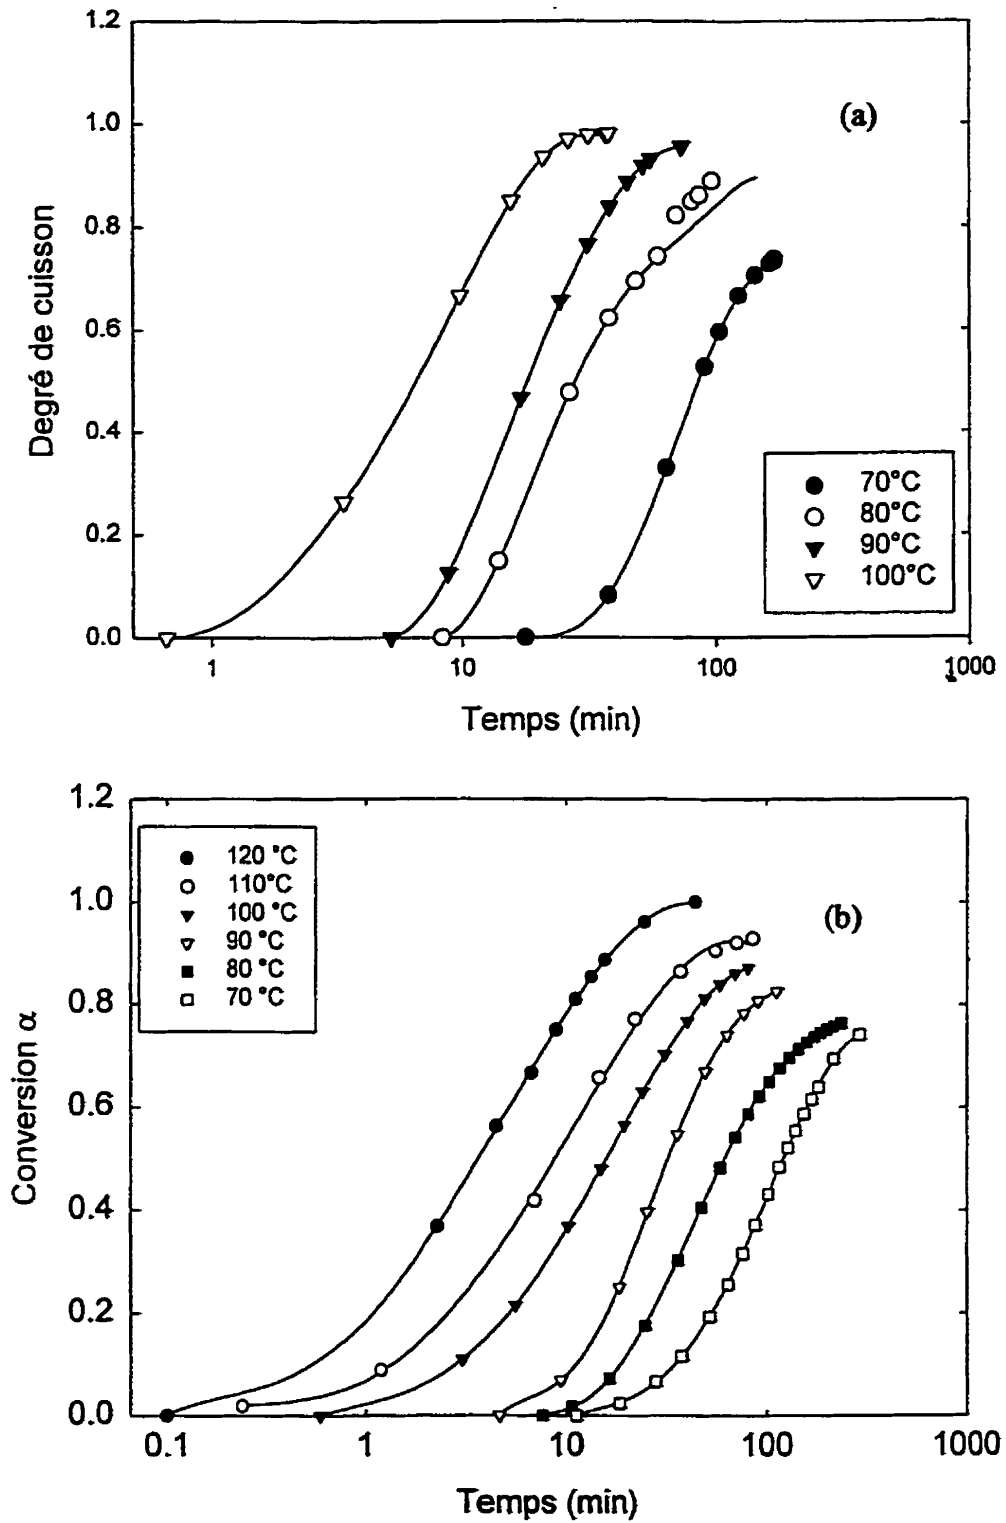 1.2
(a)
1.0
0.8
0.6
0.4
0.2
0.0
Degré de cuisson
70°C
80°C
90°C
100°C
1
10
100
1000
Temps (min)
1.2
120 °C
110°C
100 °C
90 °C
80 °C
70 °C
(b)
1.0
0.8
0.6
0.4
0.2
0.0
Conversion α
0.1
1
10
100
1000
Temps (min)